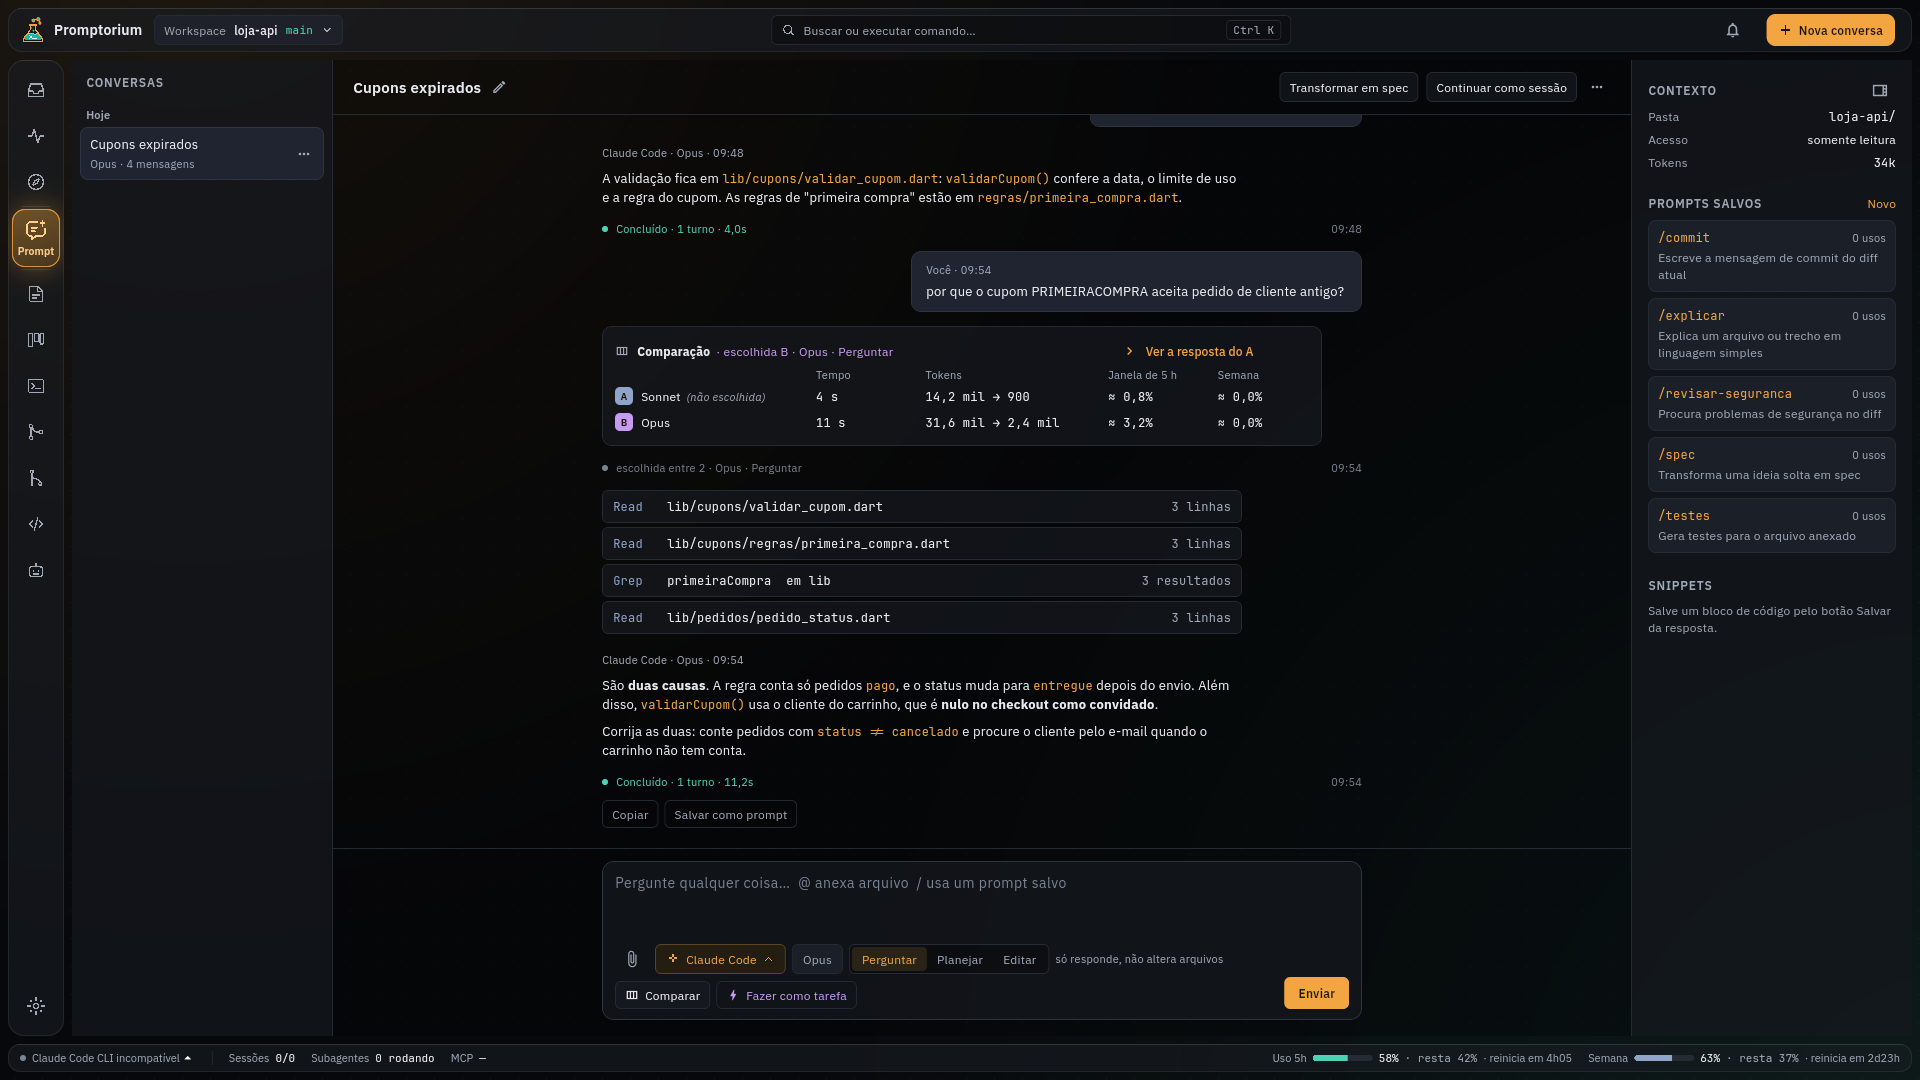 Promptorium
Workspace loja-api main
Buscar ou executar comando...
Ctrl K
Nova conversa
Prompt
CONVERSAS
Hoje
Cupons expirados
Opus · 4 mensagens
Cupons expirados
Transformar em spec
Continuar como sessão
Claude Code · Opus · 09:48
A validação fica em lib/cupons/validar_cupom.dart: validarCupom() confere a data, o limite de uso
e a regra do cupom. As regras de "primeira compra" estão em regras/primeira_compra.dart.
Concluído · 1 turno · 4,0s
09:48
Você · 09:54
por que o cupom PRIMEIRACOMPRA aceita pedido de cliente antigo?
Comparação · escolhida B · Opus · Perguntar
Ver a resposta do A
Tempo Tokens Janela de 5 h Semana
A Sonnet (não escolhida) 4 s 14,2 mil → 900 ≈ 0,8% ≈ 0,0%
B Opus 11 s 31,6 mil → 2,4 mil ≈ 3,2% ≈ 0,0%
escolhida entre 2 · Opus · Perguntar
09:54
Read lib/cupons/validar_cupom.dart 3 linhas
Read lib/cupons/regras/primeira_compra.dart 3 linhas
Grep primeiraCompra em lib 3 resultados
Read lib/pedidos/pedido_status.dart 3 linhas
Claude Code · Opus · 09:54
São duas causas. A regra conta só pedidos pago, e o status muda para entregue depois do envio. Além
disso, validarCupom() usa o cliente do carrinho, que é nulo no checkout como convidado.
Corrija as duas: conte pedidos com status ≠ cancelado e procure o cliente pelo e-mail quando o
carrinho não tem conta.
Concluído · 1 turno · 11,2s
09:54
Copiar
Salvar como prompt
Pergunte qualquer coisa... @ anexa arquivo / usa um prompt salvo
Claude Code
Opus
Perguntar
Planejar
Editar
só responde, não altera arquivos
Comparar
Fazer como tarefa
Enviar
CONTEXTO
Pasta loja-api/
Acesso somente leitura
Tokens 34k
PROMPTS SALVOS
Novo
/commit 0 usos
Escreve a mensagem de commit do diff
atual
/explicar 0 usos
Explica um arquivo ou trecho em
linguagem simples
/revisar-seguranca 0 usos
Procura problemas de segurança no diff
/spec 0 usos
Transforma uma ideia solta em spec
/testes 0 usos
Gera testes para o arquivo anexado
SNIPPETS
Salve um bloco de código pelo botão Salvar
da resposta.
Claude Code CLI incompatível
Sessões 0/0
Subagentes 0 rodando
MCP —
Uso 5h 58% · resta 42% · reinicia em 4h05
Semana 63% · resta 37% · reinicia em 2d23h